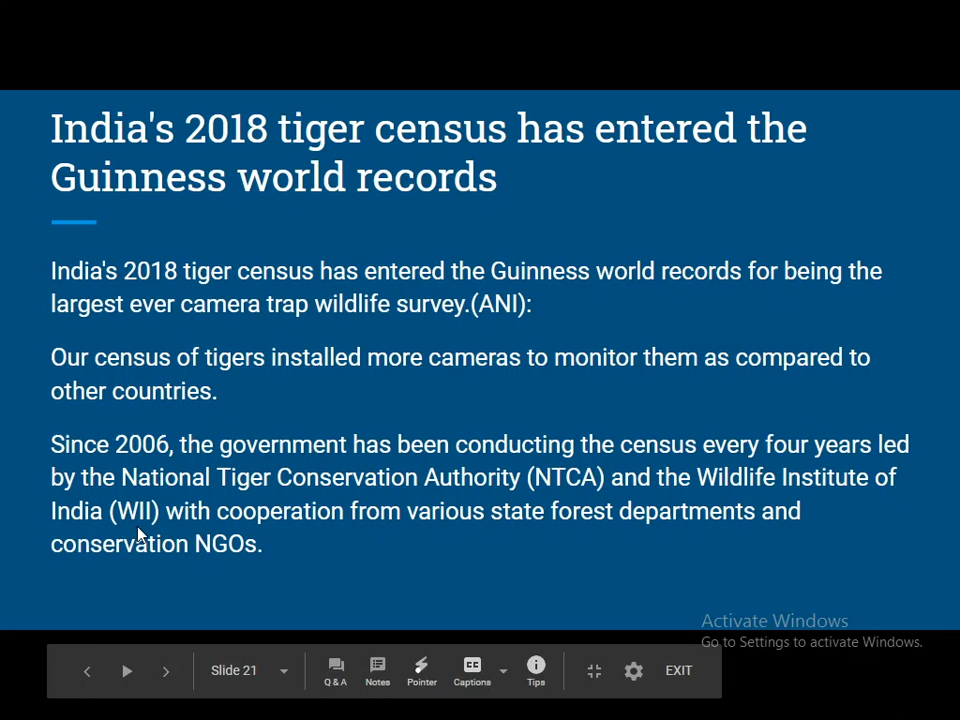 India's 2018 tiger census has entered the
Guinness world records
India's 2018 tiger census has entered the Guinness world records for being the
largest ever camera trap wildlife survey.(ANI):
Our census of tigers installed more cameras to monitor them as compared to
other countries.
Since 2006, the government has been conducting the census every four years led
by the National Tiger Conservation Authority (NTCA) and the Wildlife Institute of
India (WII) with cooperation from various state forest departments and
conservation NGOs.
Activate Windows
Go to Settings to activate Windows.
Slide 21
Q & A
Notes
Pointer
CC
Captions
Tips
EXIT